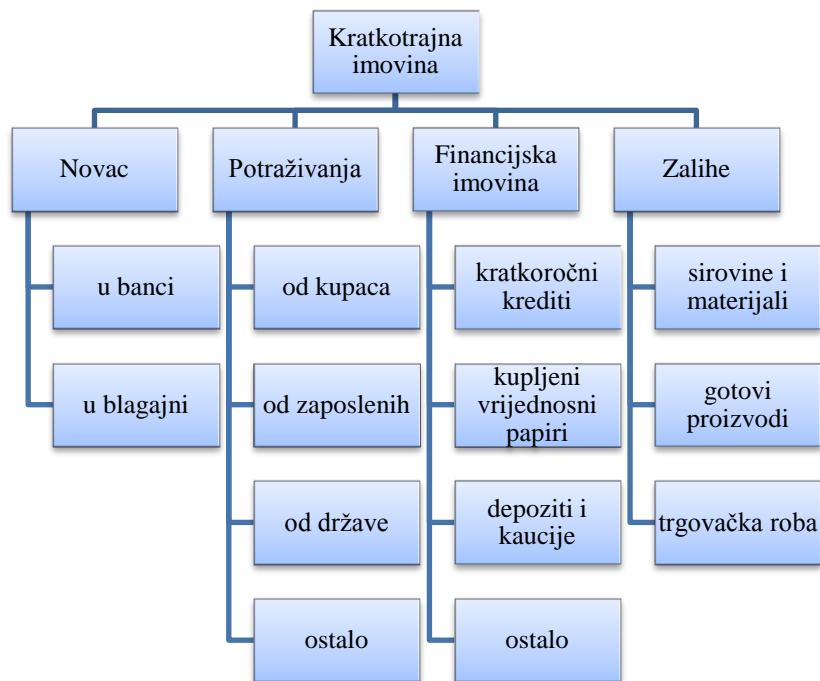 Kratkotrajna
imovina
Novac
Potraživanja
Financijska
imovina
Zalihe
u banci
od kupaca
kratkoročni
krediti
sirovine i
materijali
u blagajni
od zaposlenih
kupljeni
vrijednosni
papiri
gotovi
proizvodi
od države
depoziti i
kaucije
trgovačka roba
ostalo
ostalo